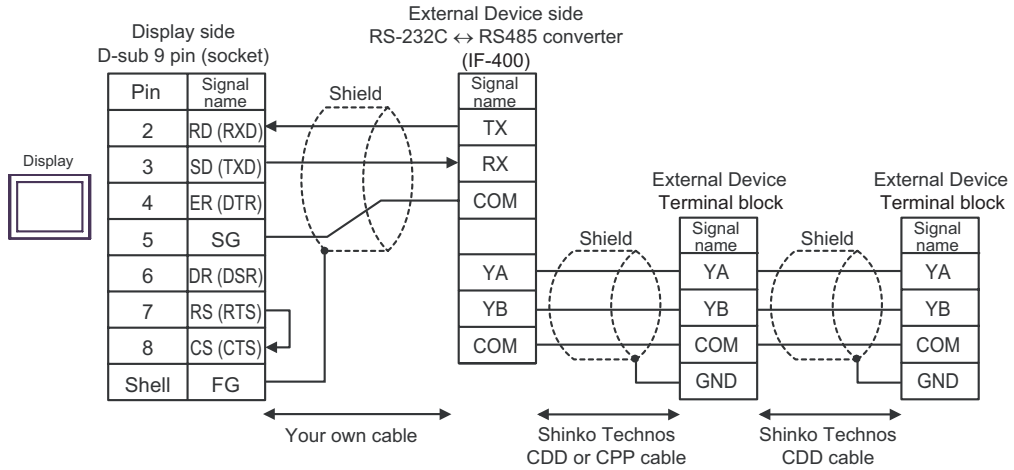 External Device side
RS-232C ↔ RS485 converter
(IF-400)
Display side
D-sub 9 pin (socket)
Pin
Signal
name
2
RD (RXD)
3
SD (TXD)
4
ER (DTR)
5
SG
6
DR (DSR)
7
RS (RTS)
8
CS (CTS)
Shell
FG
Display
Shield
Your own cable
Signal
name
TX
RX
COM
YA
YB
COM
Shield
Shinko Technos
CDD or CPP cable
External Device
Terminal block
Signal
name
YA
YB
COM
GND
Shield
Shinko Technos
CDD cable
External Device
Terminal block
Signal
name
YA
YB
COM
GND